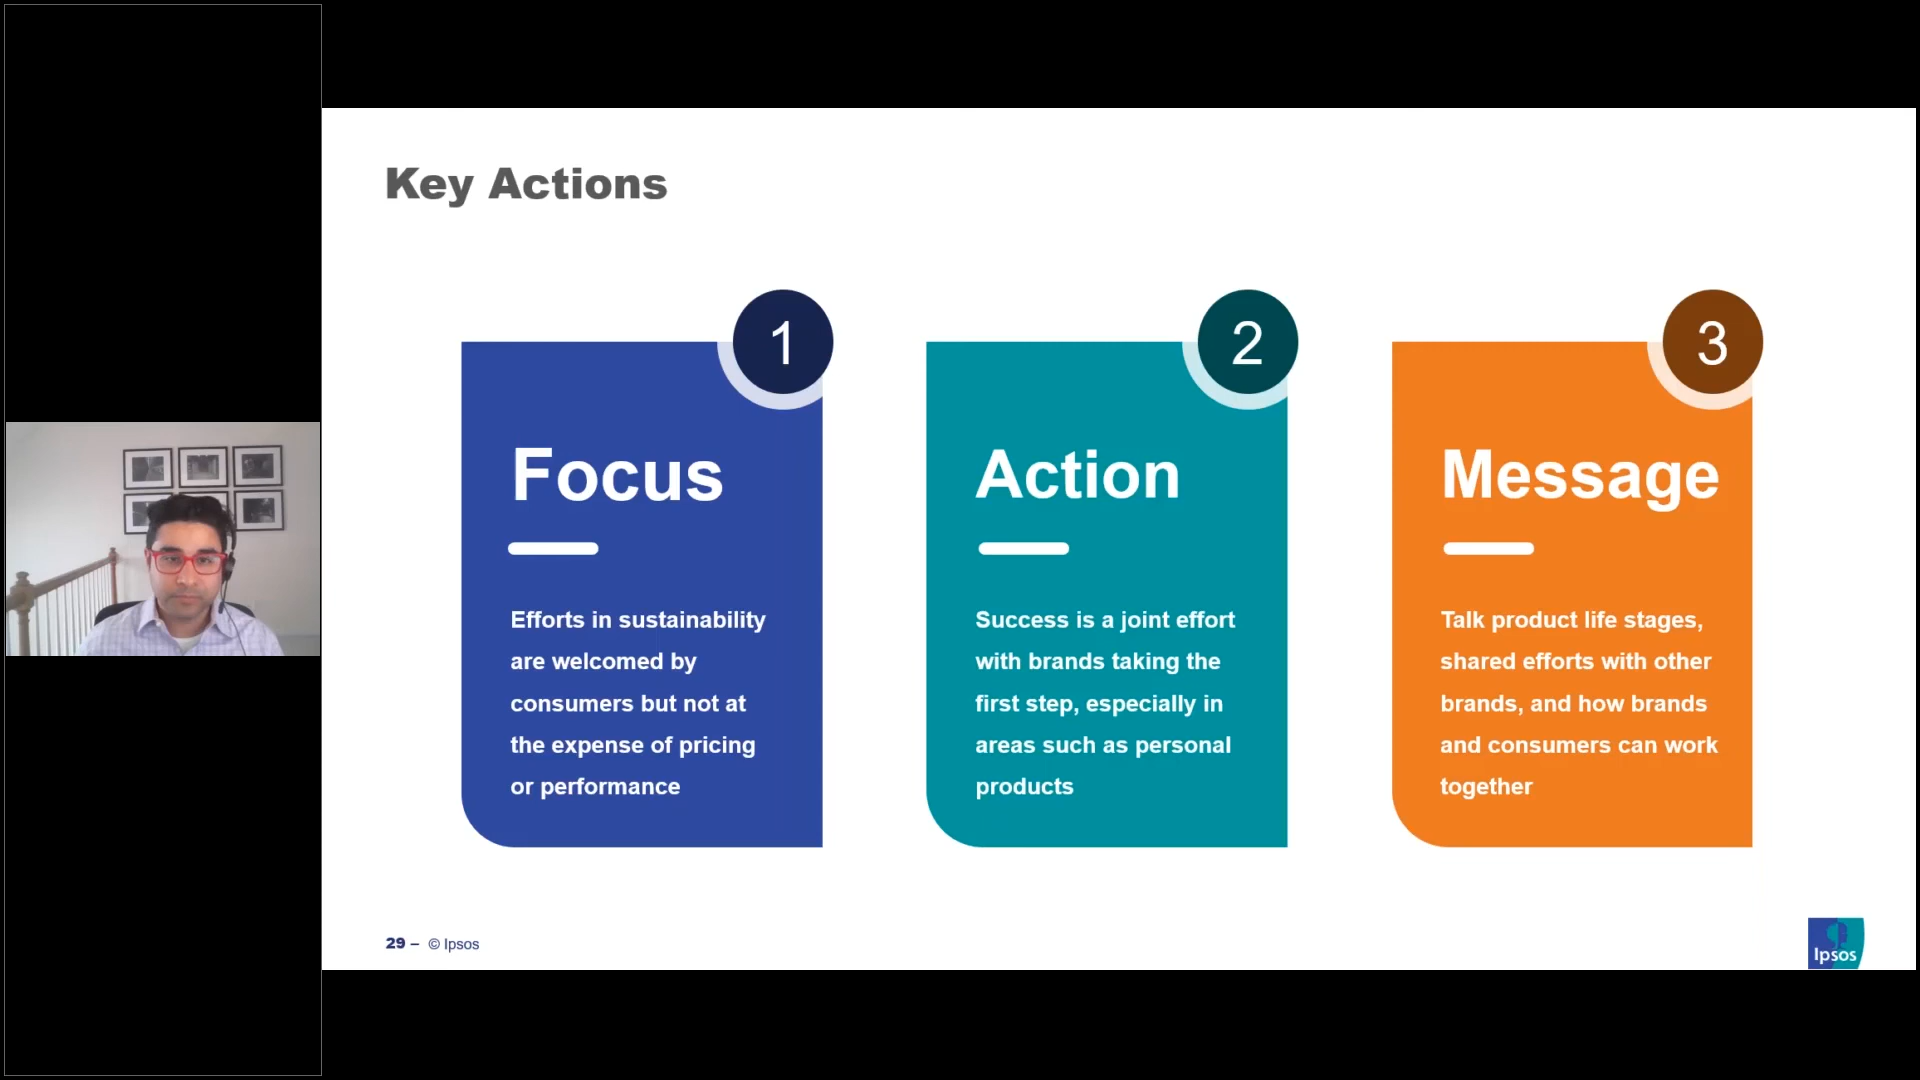 Key Actions
1
Focus
Efforts in sustainability
are welcomed by
consumers but not at
the expense of pricing
or performance
2
Action
Success is a joint effort
with brands taking the
first step, especially in
areas such as personal
products
3
Message
Talk product life stages,
shared efforts with other
brands, and how brands
and consumers can work
together
29 – © Ipsos
Ipsos